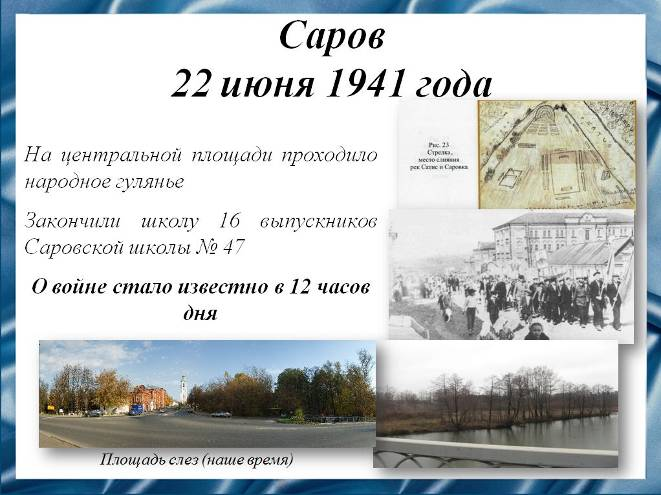 Саров
22 июня 1941 года
На центральной площади проходило
народное гулянье
Закончили школу 16 выпускников
Саровской школы № 47
О войне стало известно в 12 часов
дня
Рис. 23
Стрелка,
место слияния
рек Сатис и Саровка
Площадь слез (наше время)